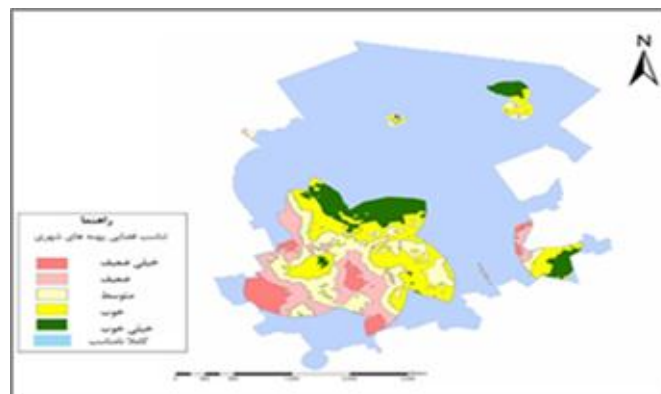 N
راهنما
تناسب فضایی پهنه های شهری
خیلی ضعیف
ضعیف
متوسط
خوب
خیلی خوب
کاملا نامناسب